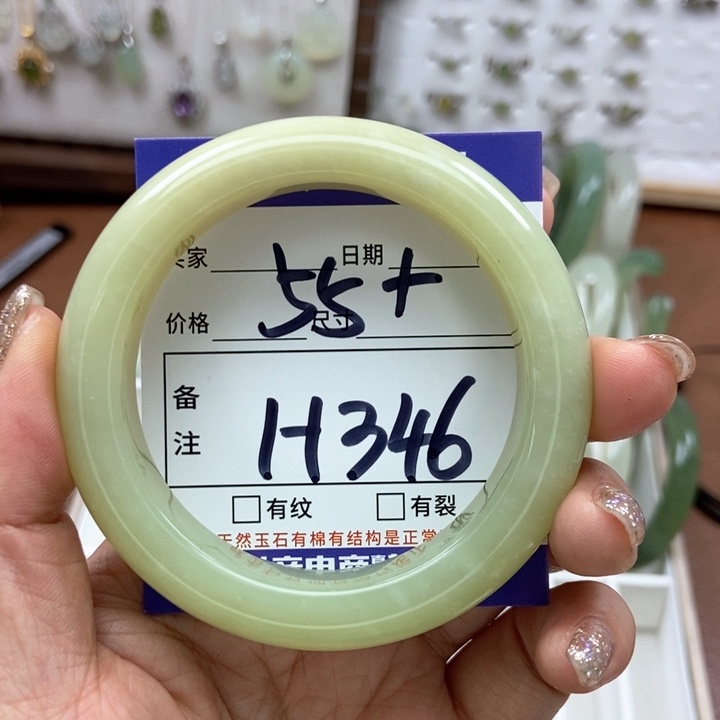 家 55+ 日期
价格 尺寸
备注 H346
有纹 有裂
天然玉石有棉有结构是正常